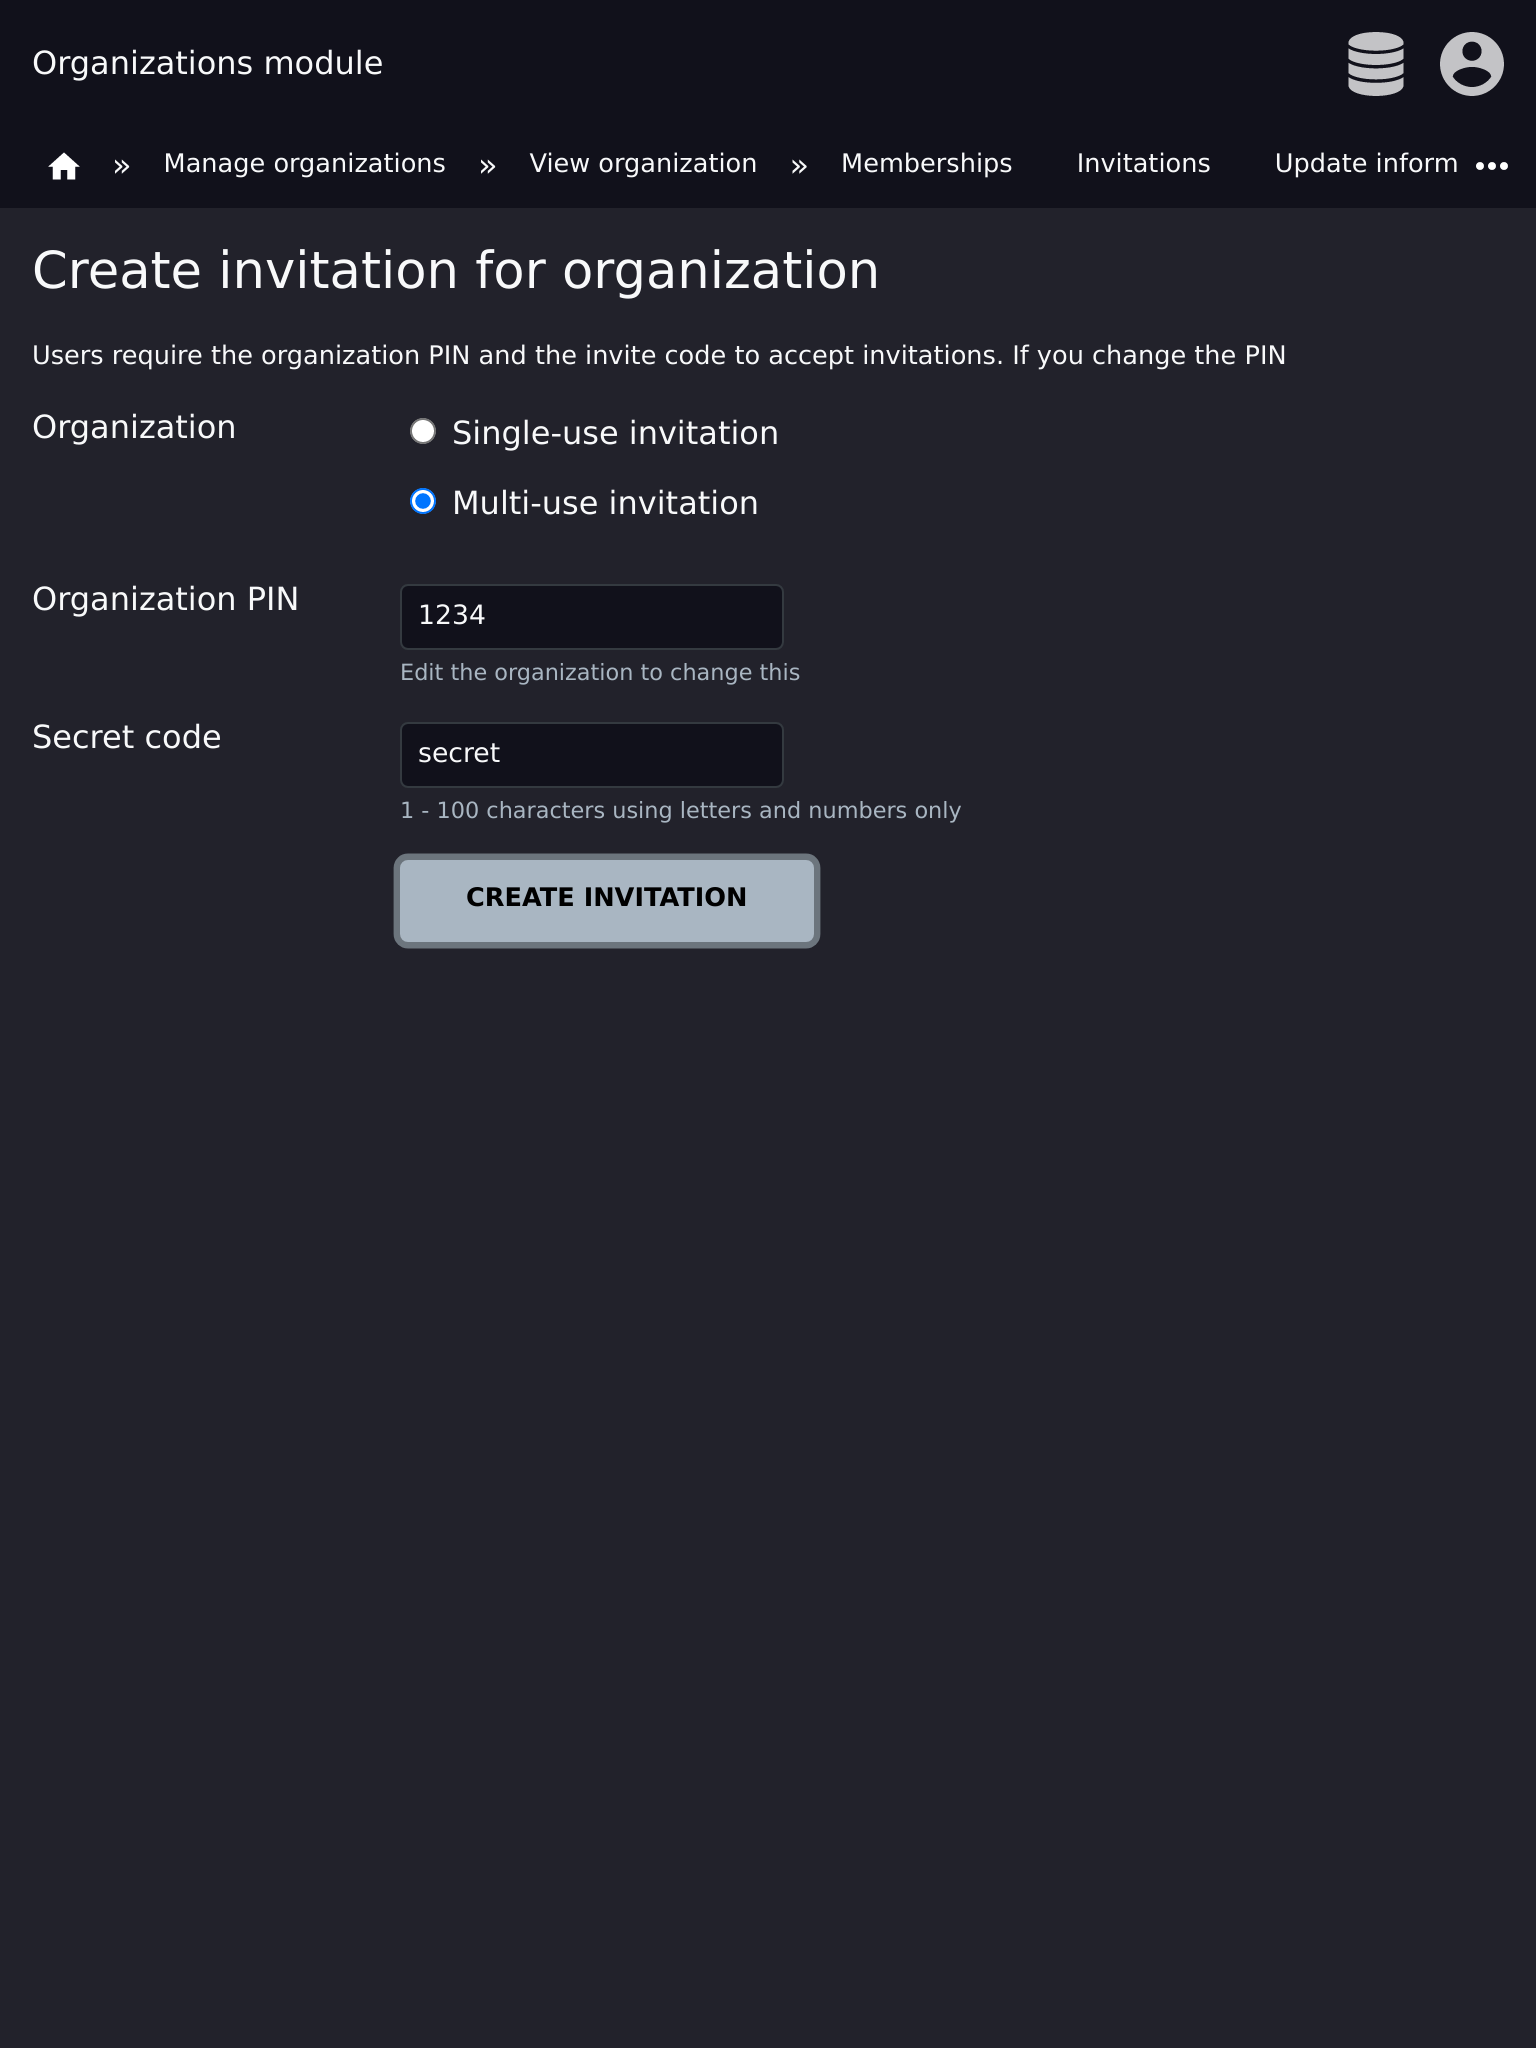 Organizations module
» Manage organizations » View organization » Memberships Invitations Update inform •••
Create invitation for organization
Users require the organization PIN and the invite code to accept invitations. If you change the PIN
Organization
Single-use invitation
Multi-use invitation
Organization PIN
1234
Edit the organization to change this
Secret code
secret
1 - 100 characters using letters and numbers only
CREATE INVITATION